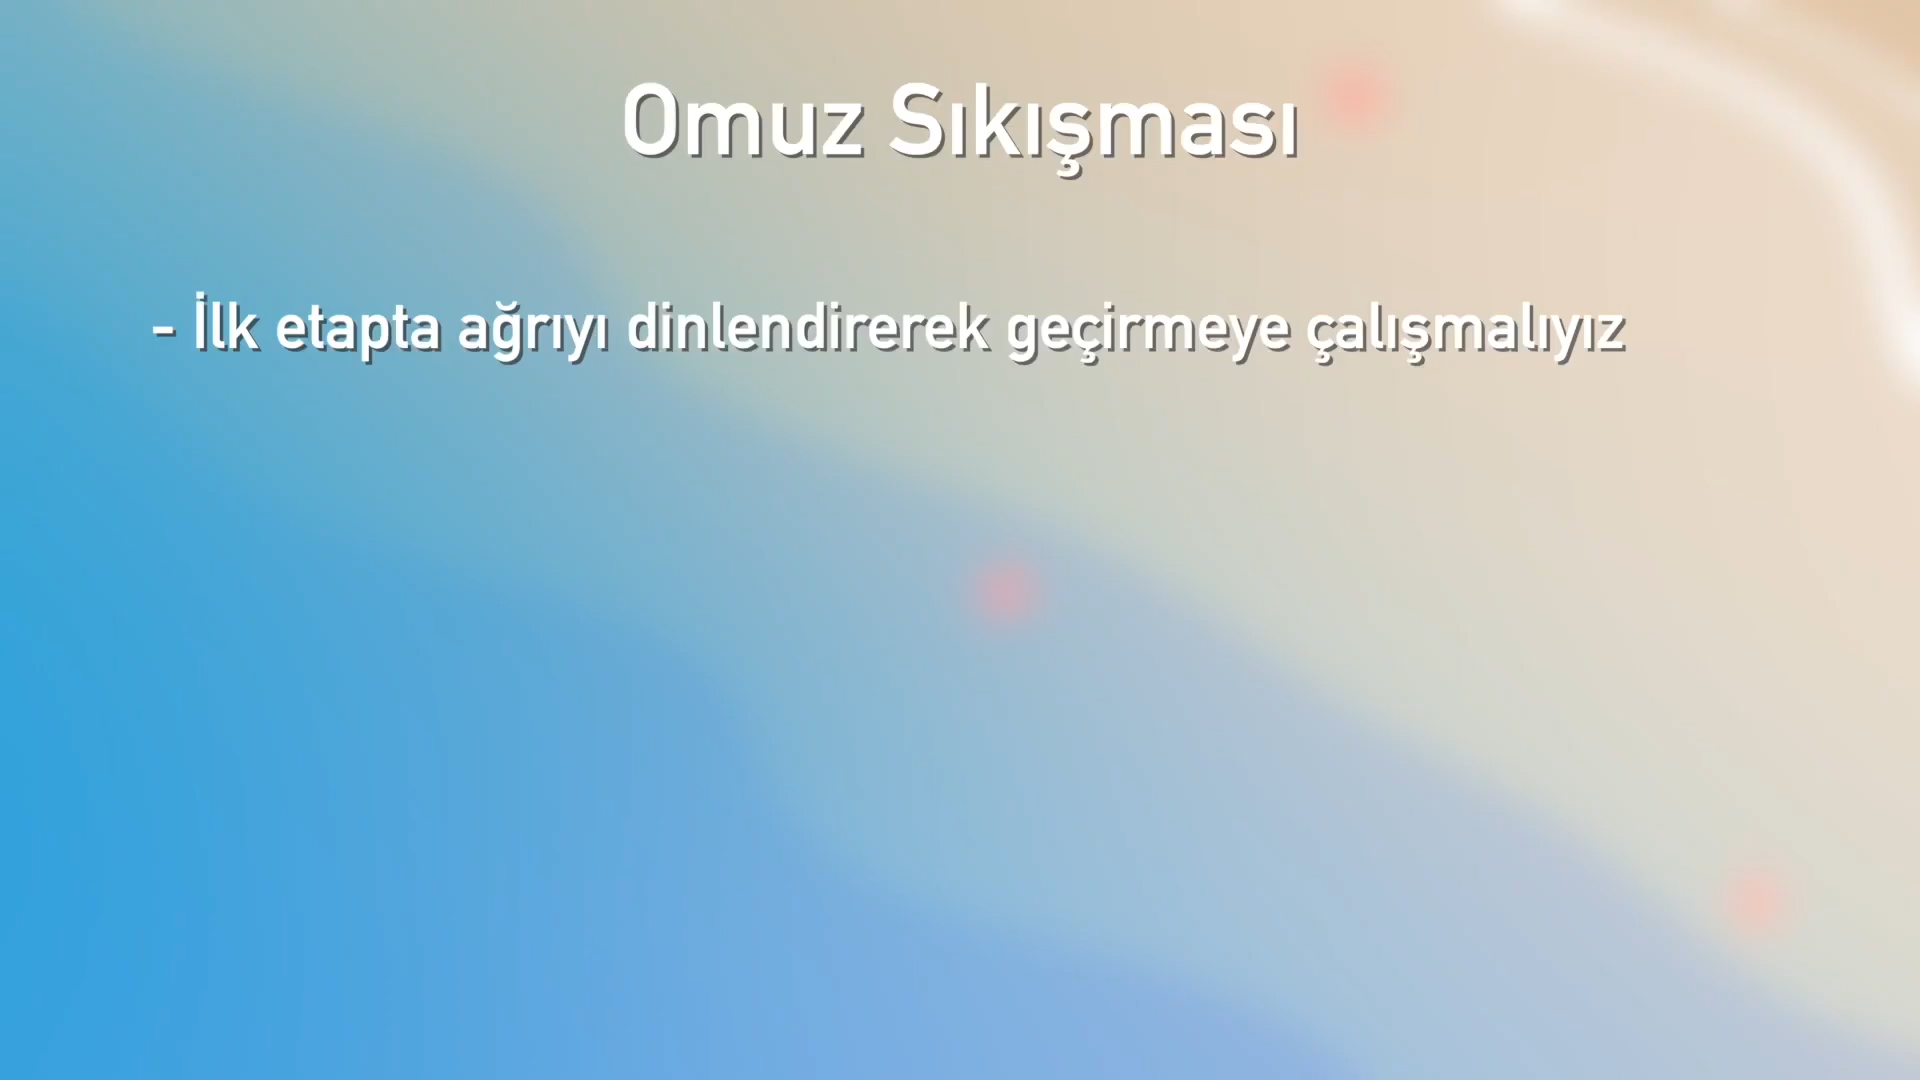 Omuz Sıkışması
- İlk etapta ağrıyı dinlendirerek geçirmeye çalışmalıyız